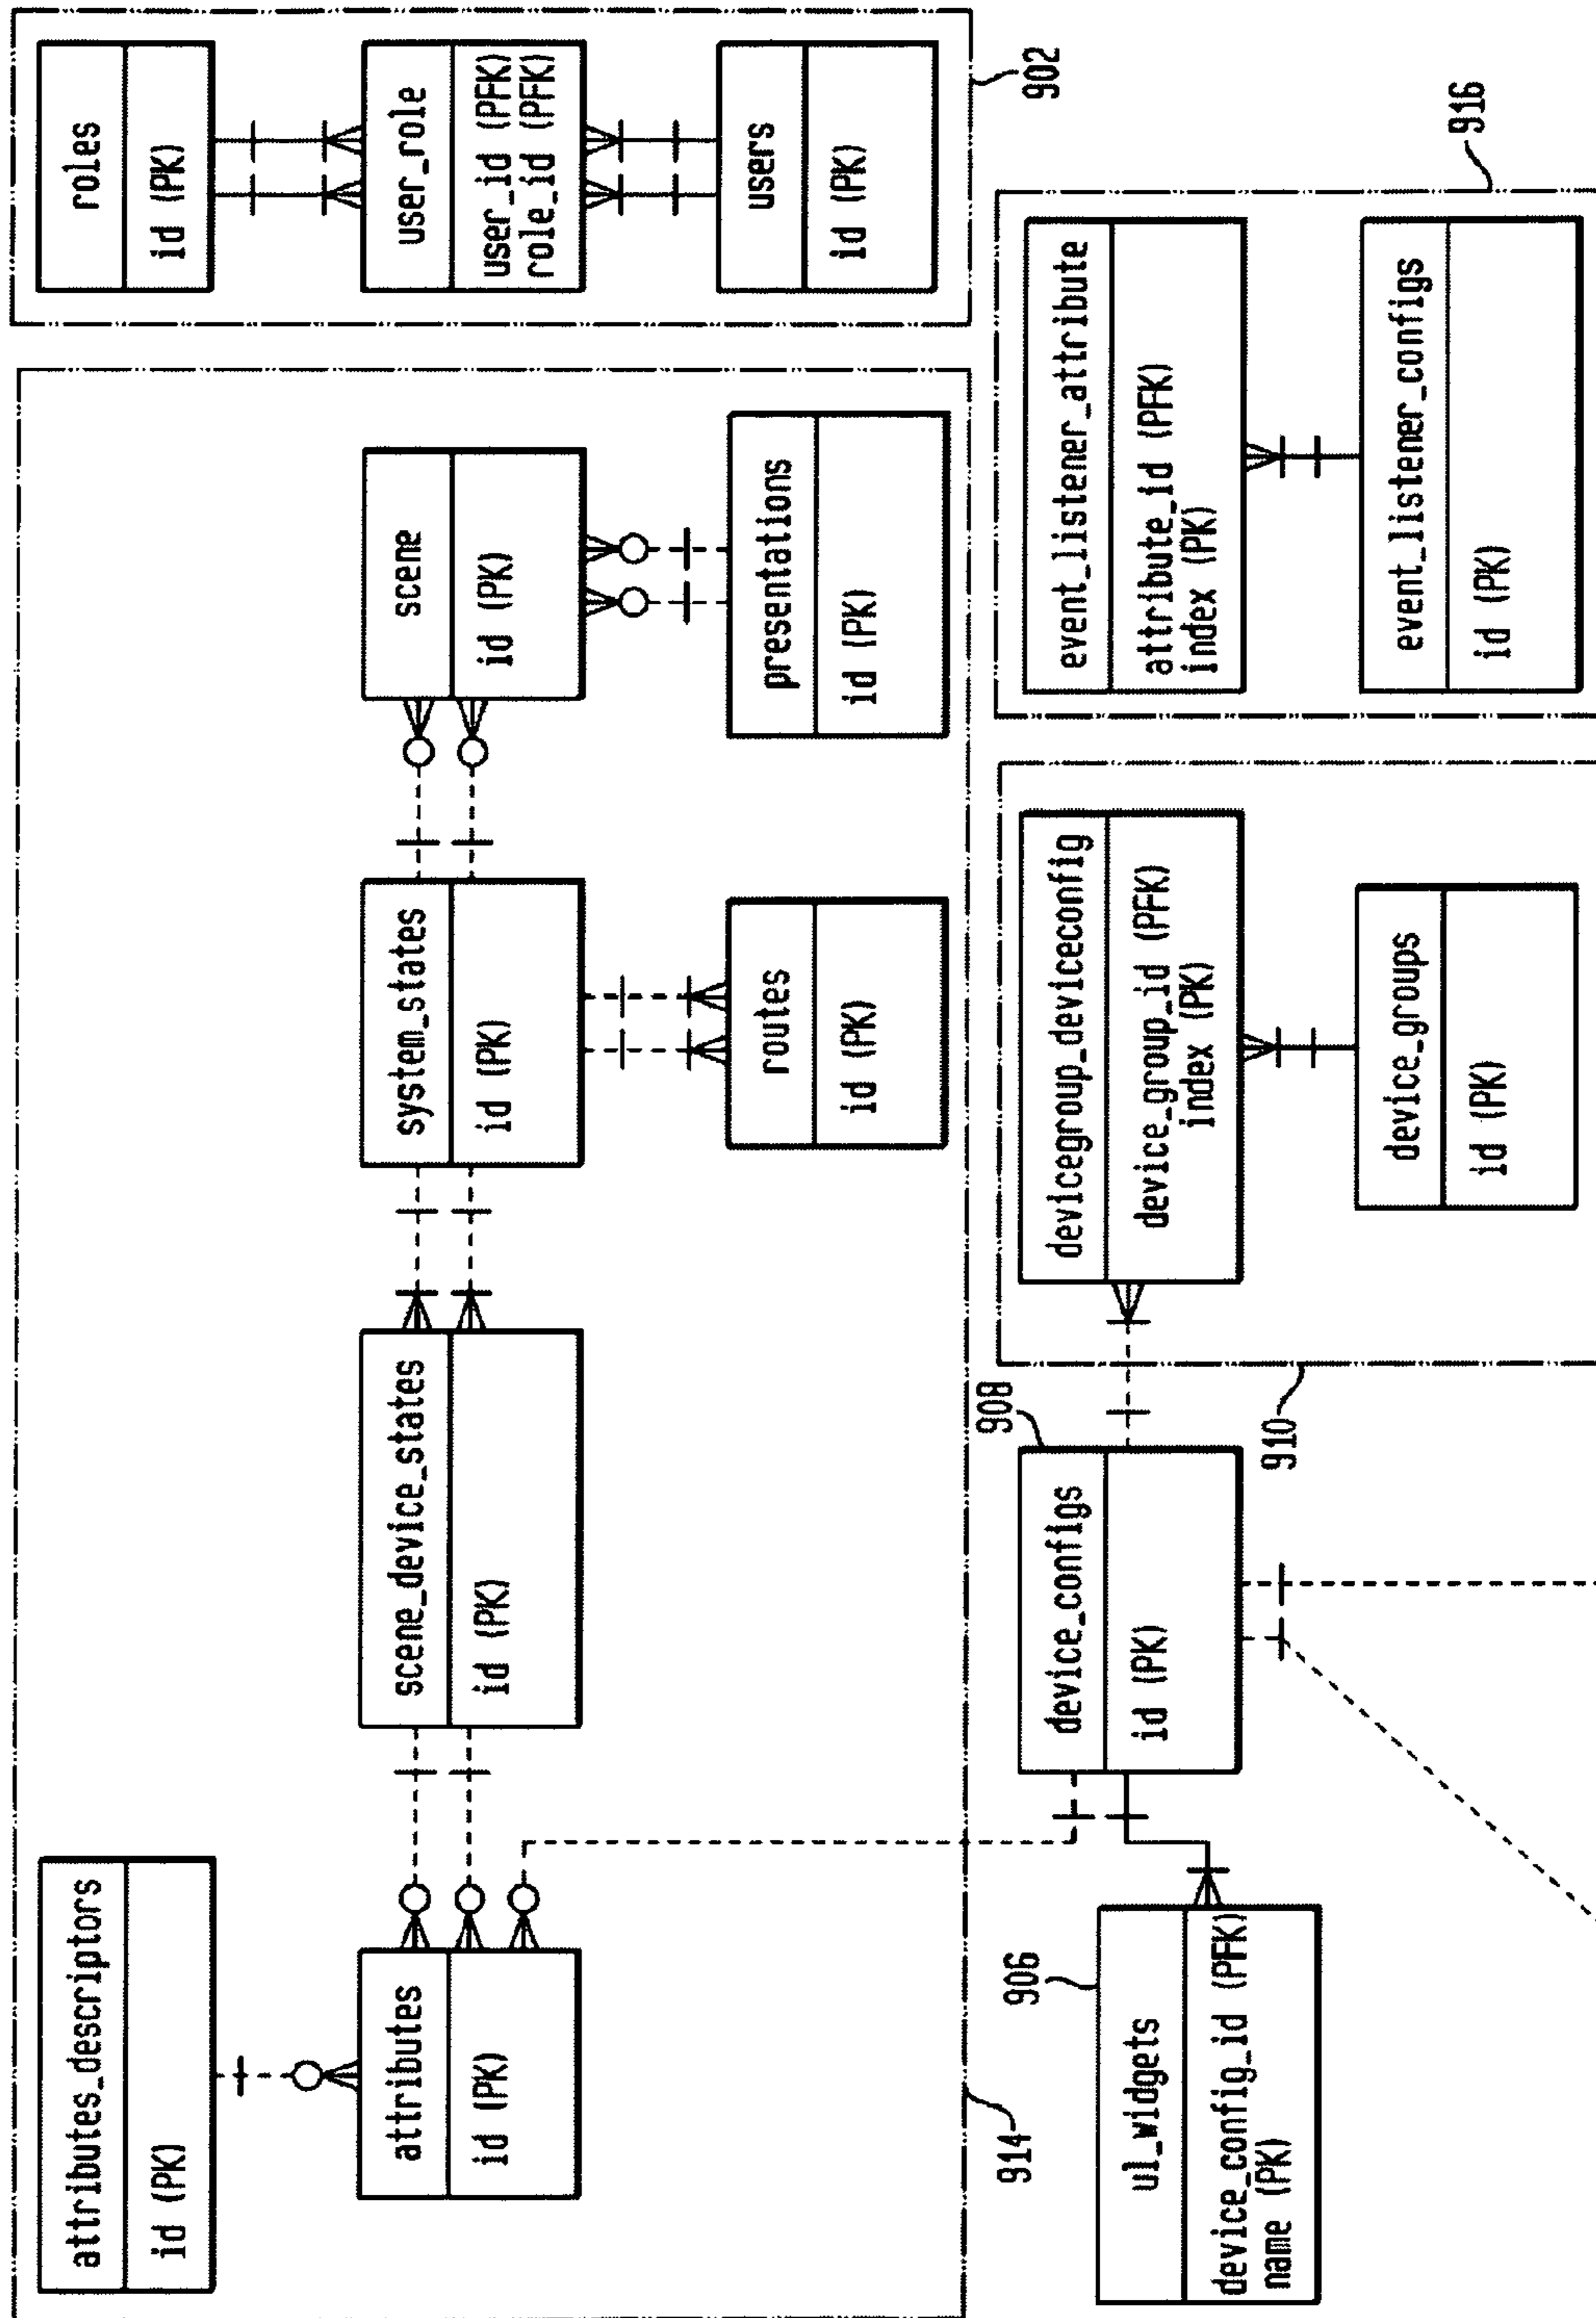 attributes_descriptors
id (PK)
attributes
id (PK)
scene_device_states
id (PK)
system_states
id (PK)
scene
id (PK)
routes
id (PK)
presentations
id (PK)
914
roles
id (PK)
user_role
user_id (PFK)
role_id (PFK)
users
id (PK)
902
906
ul_widgets
device_config_id (PFK)
name (PK)
908
device_configs
id (PK)
910
devicegroup_deviceconfig
device_group_id (PFK)
index (PK)
device_groups
id (PK)
event_listener_attribute
attribute_id (PFK)
index (PK)
event_listener_configs
id (PK)
916